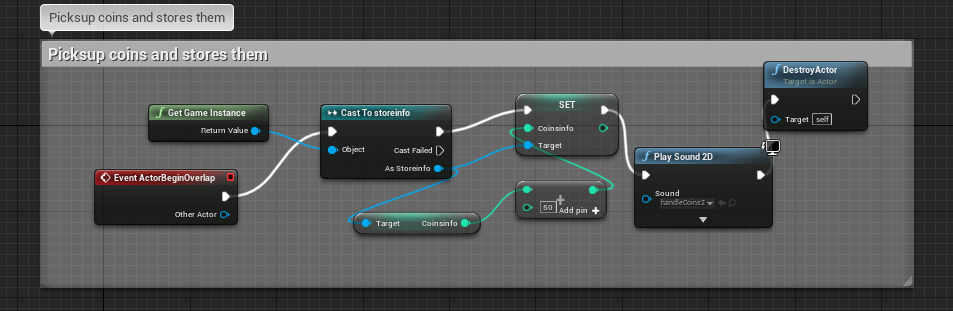 Picksup coins and stores them
Picksup coins and stores them
DestroyActor
Target is Actor
Target self
Get Game Instance
Return Value
Cast To storeinfo
Object
Cast Failed
As Storeinfo
SET
Coinsinfo
Target
Event ActorBeginOverlap
Other Actor
Target Coinsinfo
50 Add pin
Play Sound 2D
Sound
handleCoins2